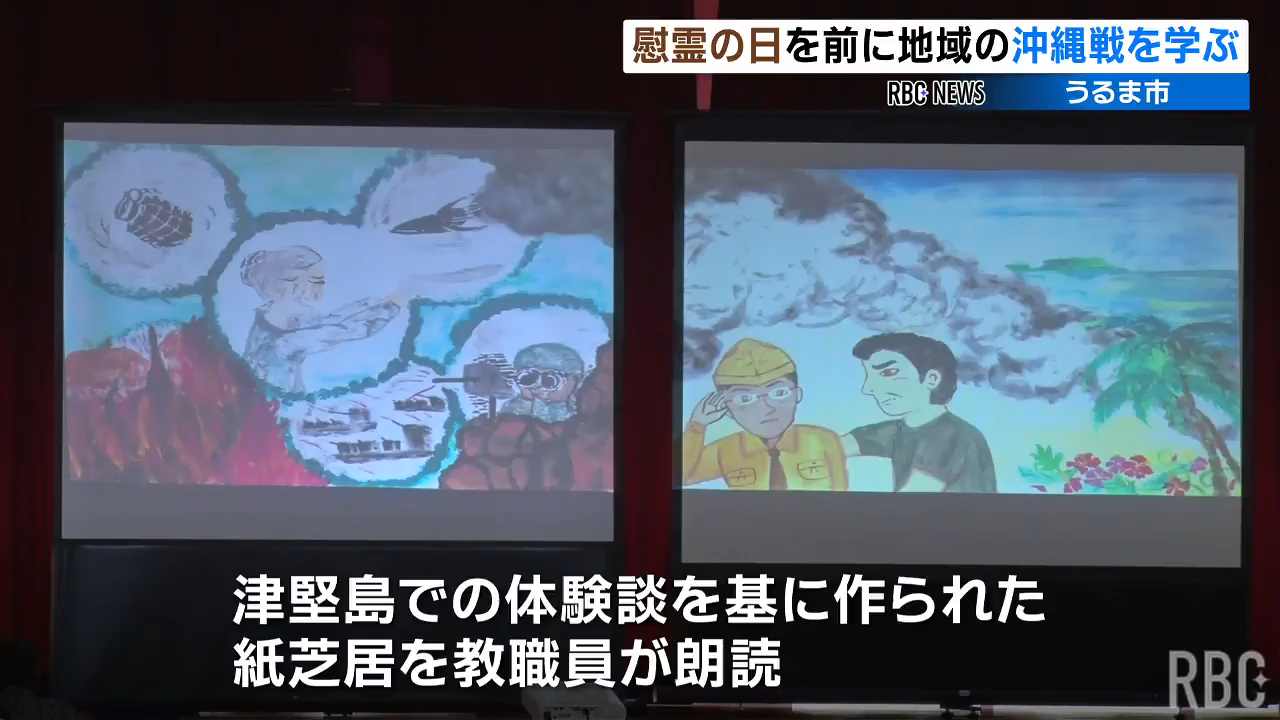 慰霊の日を前に地域の沖縄戦を学ぶ
RBC NEWS うるま市
津堅島での体験談を基に作られた
紙芝居を教職員が朗読
RBC